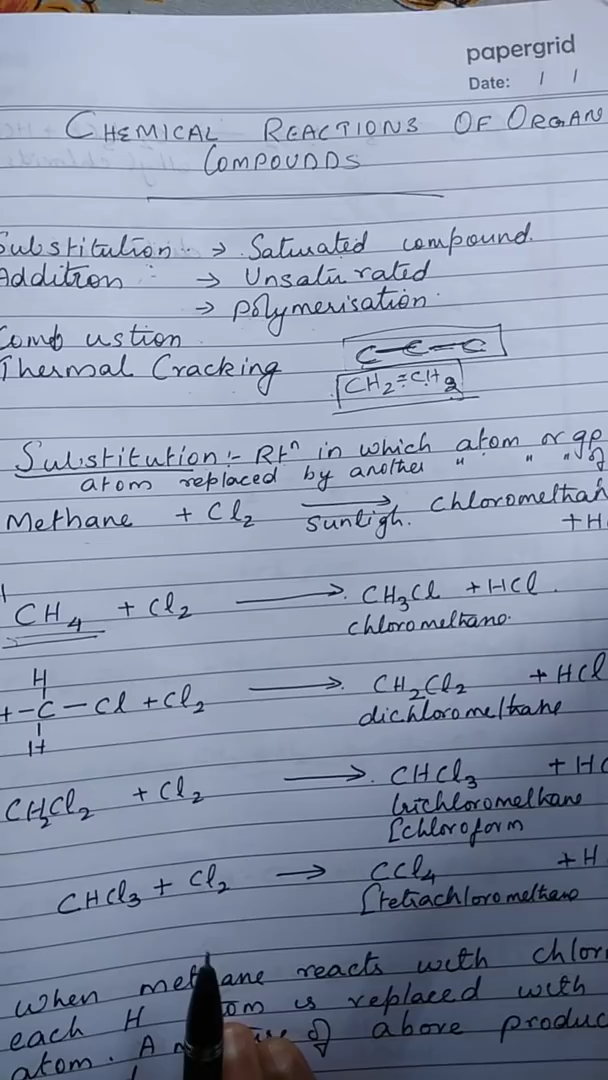 papergrid
Date: / /
CHEMICAL REACTIONS OF ORGAN
COMPOUNDS
Substitution → Saturated compound.
Addition → Unsaturated
→ polymerisation.
Combustion
Thermal Cracking
C-C-C
CH2=CH2
Substitution:- Rxn in which atom or gp of
atom replaced by another " " "
Methane + Cl2 → Sunligh. Chloromethan
+H
CH4 + Cl2 → CH3Cl + HCl.
chloromethane.
H
H-C-Cl + Cl2 → CH2Cl2 + HCl
H
dichloromethane
CH2Cl2 + Cl2 → CHCl3 + HC
trichloromethane
[chloroform
CHCl3 + Cl2 → CCl4 + H
[tetrachloromethane
When methane reacts with chlor
each H atom is replaced with
atom. A of above produc